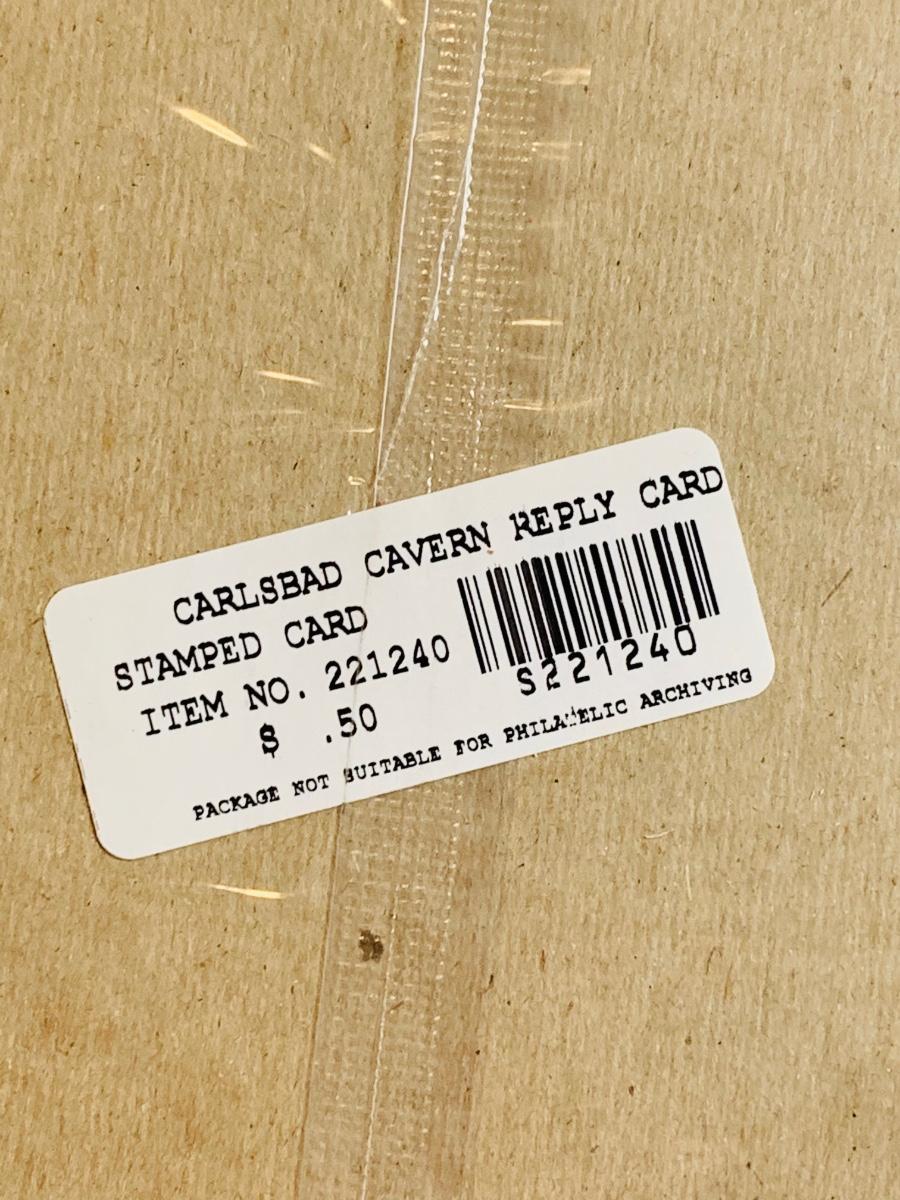 CARLSBAD CAVERN REPLY CARD
STAMPED CARD
ITEM NO. 221240
$ .50
S221240
PACKAGE NOT SUITABLE FOR PHILATELIC ARCHIVING